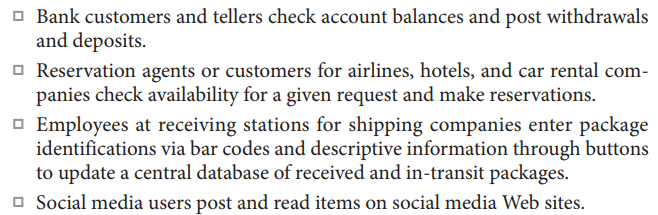 □ Bank customers and tellers check account balances and post withdrawals
and deposits.
□ Reservation agents or customers for airlines, hotels, and car rental com-
panies check availability for a given request and make reservations.
□ Employees at receiving stations for shipping companies enter package
identifications via bar codes and descriptive information through buttons
to update a central database of received and in-transit packages.
□ Social media users post and read items on social media Web sites.